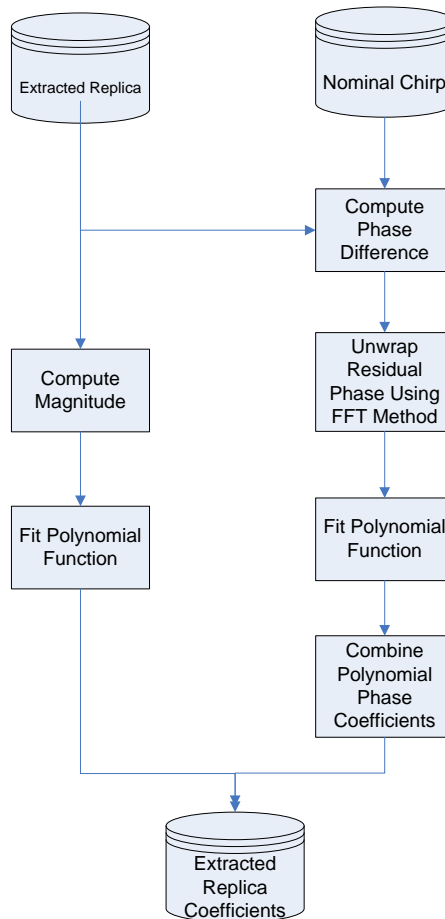 Extracted Replica
Nominal Chirp
Compute
Phase
Difference
Compute
Magnitude
Unwrap
Residual
Phase Using
FFT Method
Fit Polynomial
Function
Fit Polynomial
Function
Combine
Polynomial
Phase
Coefficients
Extracted
Replica
Coefficients